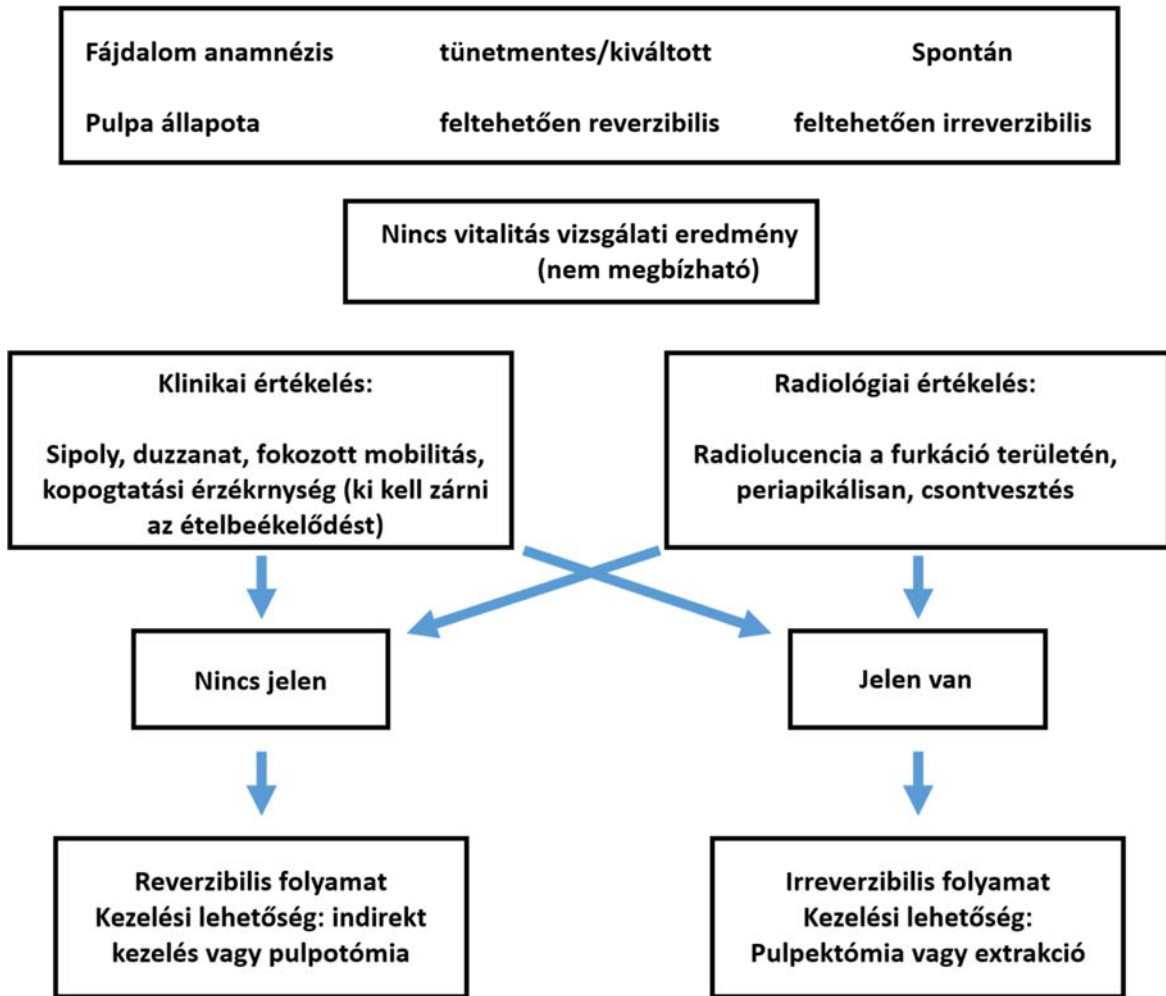 Fájdalom anamnézis tünetmentes/kiváltott Spontán
Pulpa állapota feltehetően reverzibilis feltehetően irreverzibilis
Nincs vitalitás vizsgálati eredmény
(nem megbízható)
Klinikai értékelés:
Sipoly, duzzanat, fokozott mobilitás,
kopogtatási érzékrnység (ki kell zárni
az ételbeékelődést)
Radiológiai értékelés:
Radiolucencia a furkáció területén,
periapikálisan, csontvesztés
Nincs jelen
Jelen van
Reverzibilis folyamat
Kezelési lehetőség: indirekt
kezelés vagy pulpotómia
Irreverzibilis folyamat
Kezelési lehetőség:
Pulpektómia vagy extrakció